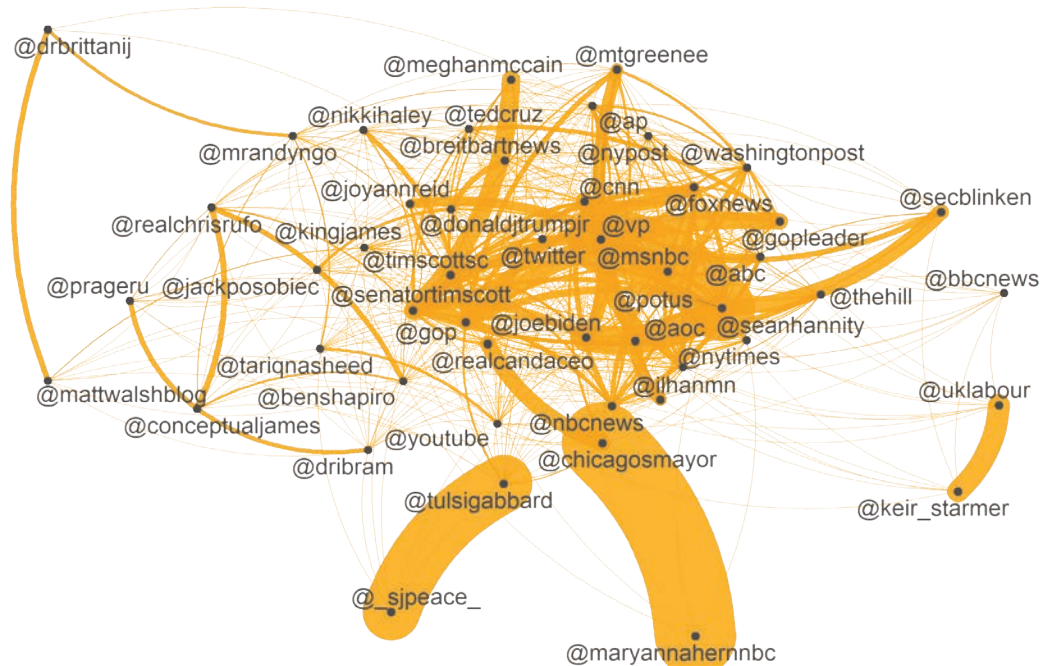 @drbrittanij
@mtgreenee
@meghanmccain
@nikkihaley
@tedcruz
@ap
@mrandyngo
@breitbartnews
@nypost
@washingtonpost
@joyannreid
@cnn
@foxnews
@secblinken
@realchrisrufo
@kingjames
@donaldjtrumpjr
@vp
@gopleader
@timscottsc
@twitter
@msnbc
@abc
@prageru
@jackposobiec
@senatortimscott
@potus
@thehill
@bbcnews
@gop
@joebiden
@aoc
@seanhannity
@tariqnasheed
@realcandaceo
@nytimes
@mattwalshblog
@benshapiro
@ilhanmn
@uklabour
@conceptualjames
@youtube
@nbcnews
@dribram
@chicagosmayor
@tulsigabbard
@keir_starmer
@_sjpeace_
@maryannahernnbc